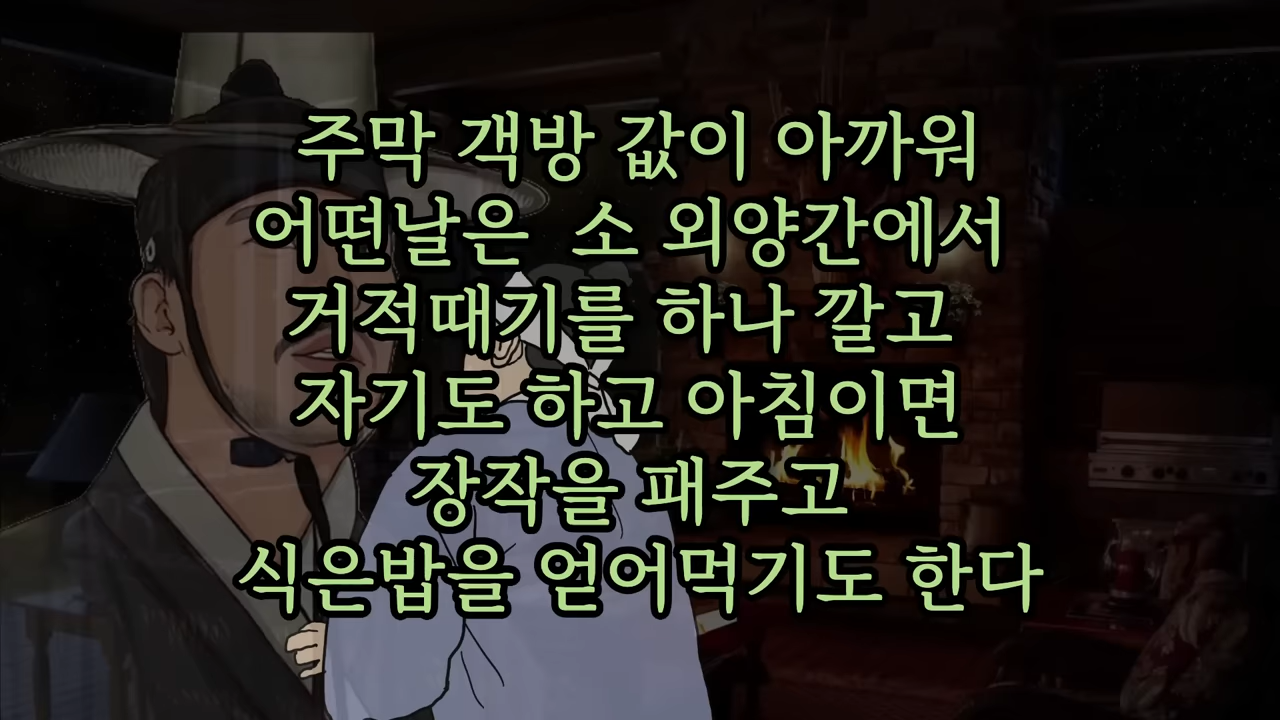 주막 객방 값이 아까워
어떤날은 소 외양간에서
거적때기를 하나 깔고
자기도 하고 아침이면
장작을 패주고
식은밥을 얻어먹기도 한다